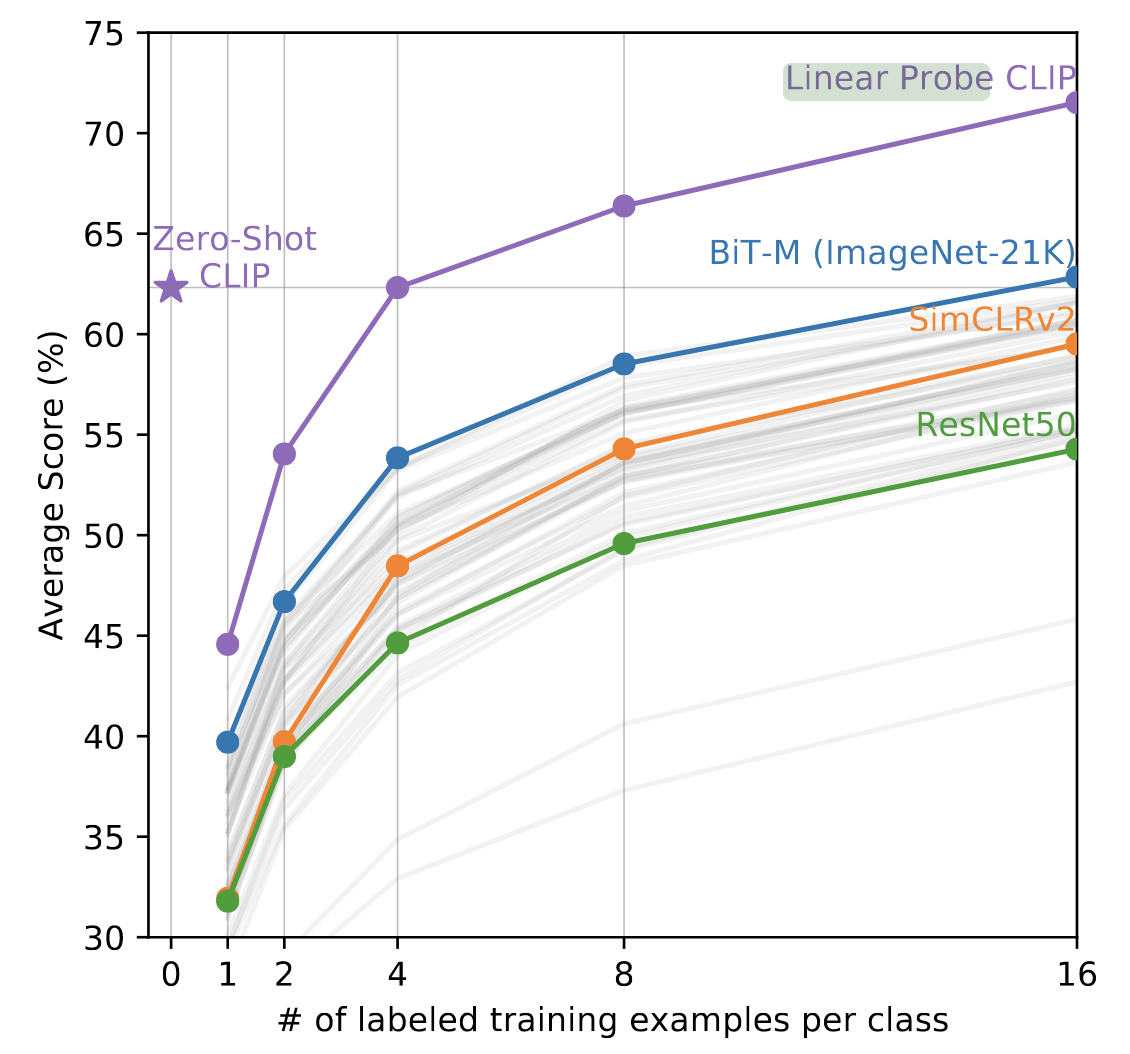 75
70
65
60
55
50
45
40
35
30
Average Score (%)
Linear Probe CLIP
Zero-Shot
CLIP
BiT-M (ImageNet-21K)
SimCLRv2
ResNet50
0 1 2 4 8 16
# of labeled training examples per class